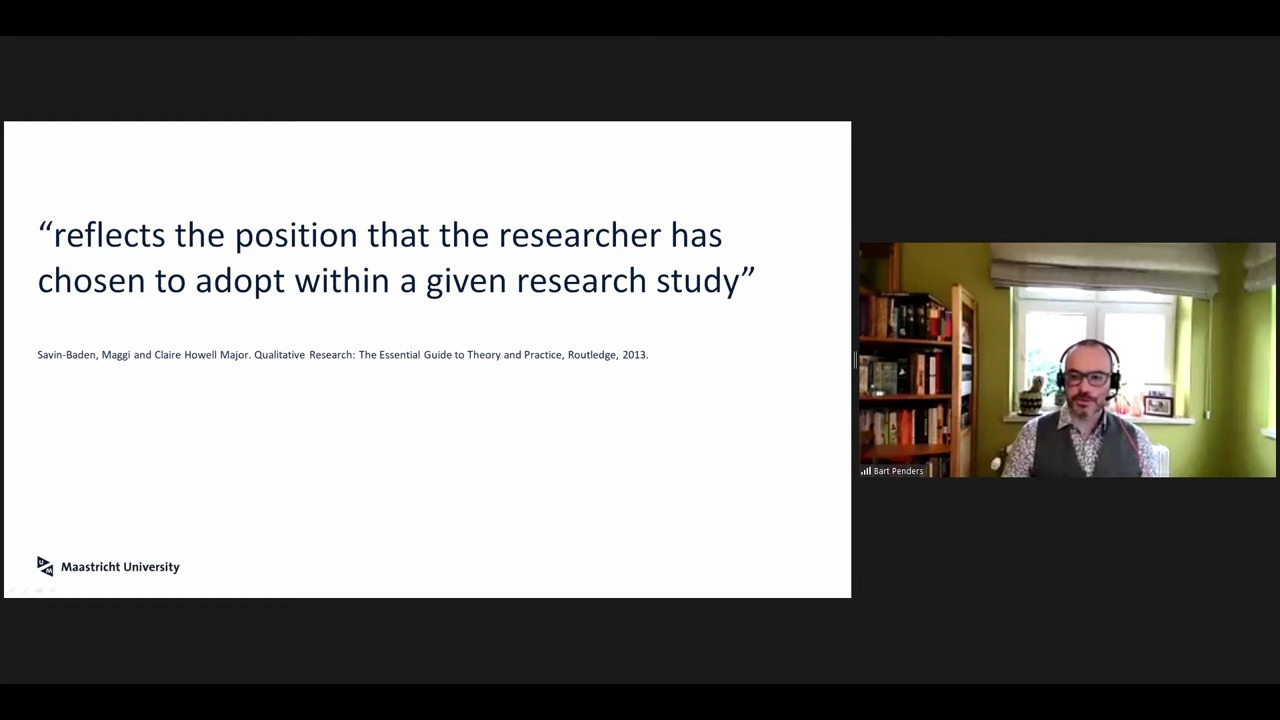 “reflects the position that the researcher has
chosen to adopt within a given research study”
Savin-Baden, Maggi and Claire Howell Major. Qualitative Research: The Essential Guide to Theory and Practice, Routledge, 2013.
UM
Maastricht University
Bart Penders